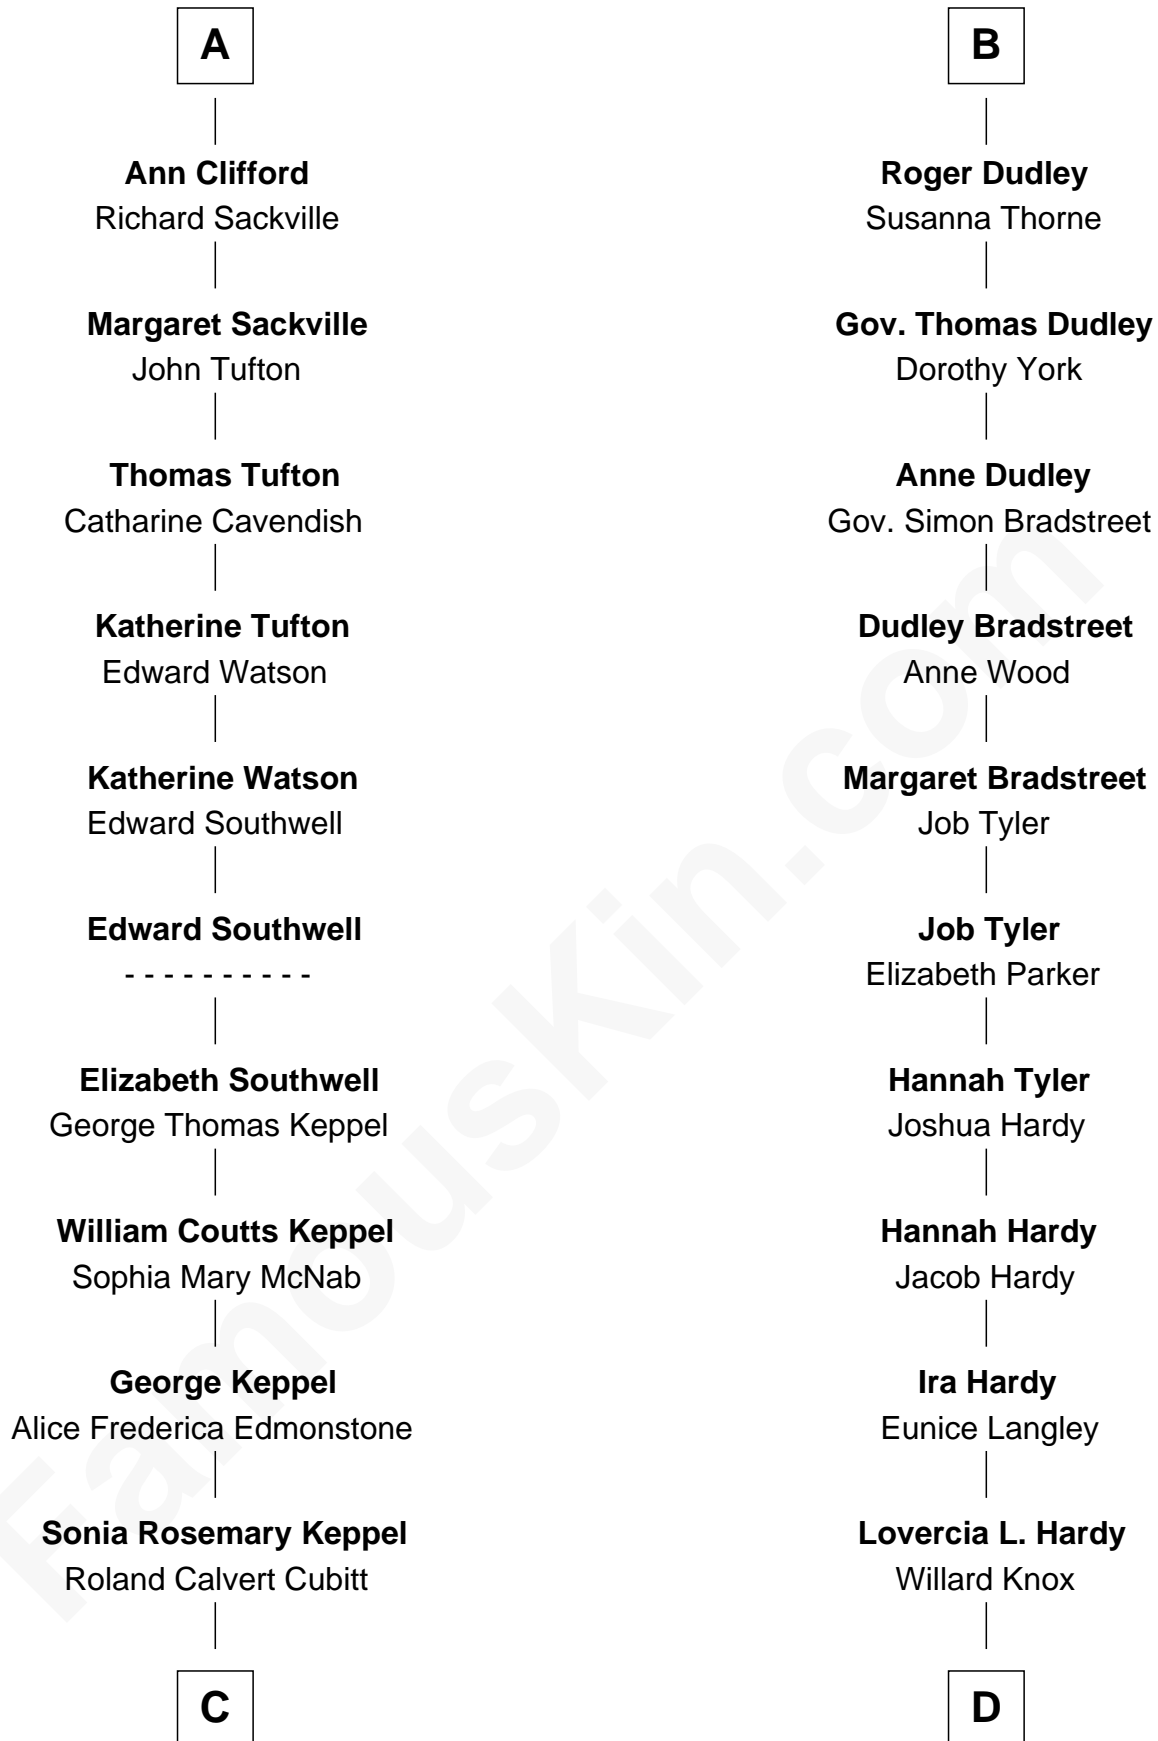 A
Ann Clifford
Richard Sackville
Margaret Sackville
John Tufton
Thomas Tufton
Catharine Cavendish
Katherine Tufton
Edward Watson
Katherine Watson
Edward Southwell
Edward Southwell
- - - - - - - - - -
Elizabeth Southwell
George Thomas Keppel
William Coutts Keppel
Sophia Mary McNab
George Keppel
Alice Frederica Edmonstone
Sonia Rosemary Keppel
Roland Calvert Cubitt
C
B
Roger Dudley
Susanna Thorne
Gov. Thomas Dudley
Dorothy York
Anne Dudley
Gov. Simon Bradstreet
Dudley Bradstreet
Anne Wood
Margaret Bradstreet
Job Tyler
Job Tyler
Elizabeth Parker
Hannah Tyler
Joshua Hardy
Hannah Hardy
Jacob Hardy
Ira Hardy
Eunice Langley
Lovercia L. Hardy
Willard Knox
D
FamousKin.com